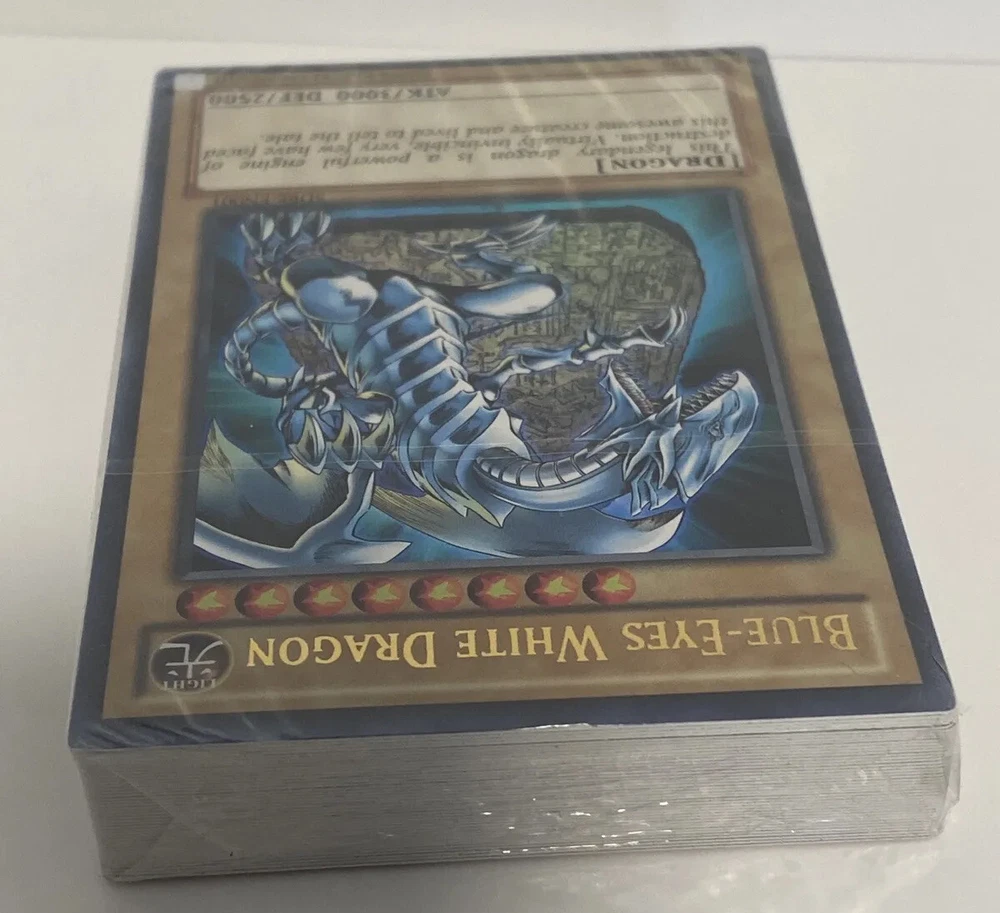 BLUE-EYES WHITE DRAGON
LIGHT
光
[DRAGON]
This legendary dragon is a powerful engine of
destruction. Virtually invincible, very few have faced
this awesome creature and lived to tell the tale.
ATK/3000 DEF/2500